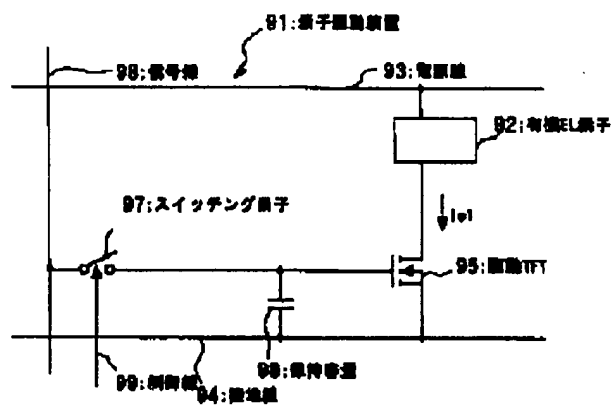 91;素子駆動装置
98;信号線
93;電源線
92;有機EL素子
97;スイッチング素子
Iel
95;駆動TFT
96;保持容量
99;制御線
94;接地線